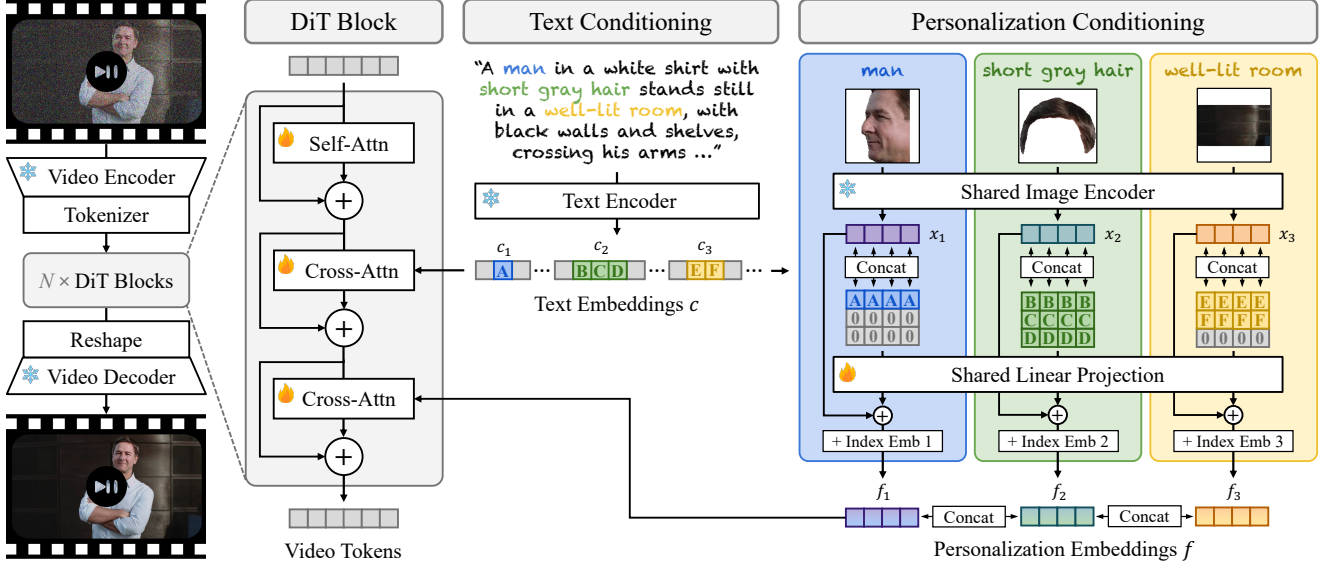 DiT Block
Text Conditioning
Personalization Conditioning
Video Encoder
Tokenizer
N × DiT Blocks
Reshape
Video Decoder
Self-Attn
+
Cross-Attn
+
Cross-Attn
+
Video Tokens
“A man in a white shirt with
short gray hair stands still
in a well-lit room, with
black walls and shelves,
crossing his arms …”
Text Encoder
c1 c2 c3
A … B C D … E F …
Text Embeddings c
man
short gray hair
well-lit room
Shared Image Encoder
x1 x2 x3
Concat Concat Concat
A A A A B B B B E E E E
0 0 0 0 C C C C F F F F
0 0 0 0 D D D D 0 0 0 0
Shared Linear Projection
+ + +
+ Index Emb 1 + Index Emb 2 + Index Emb 3
f1 f2 f3
Concat Concat
Personalization Embeddings f